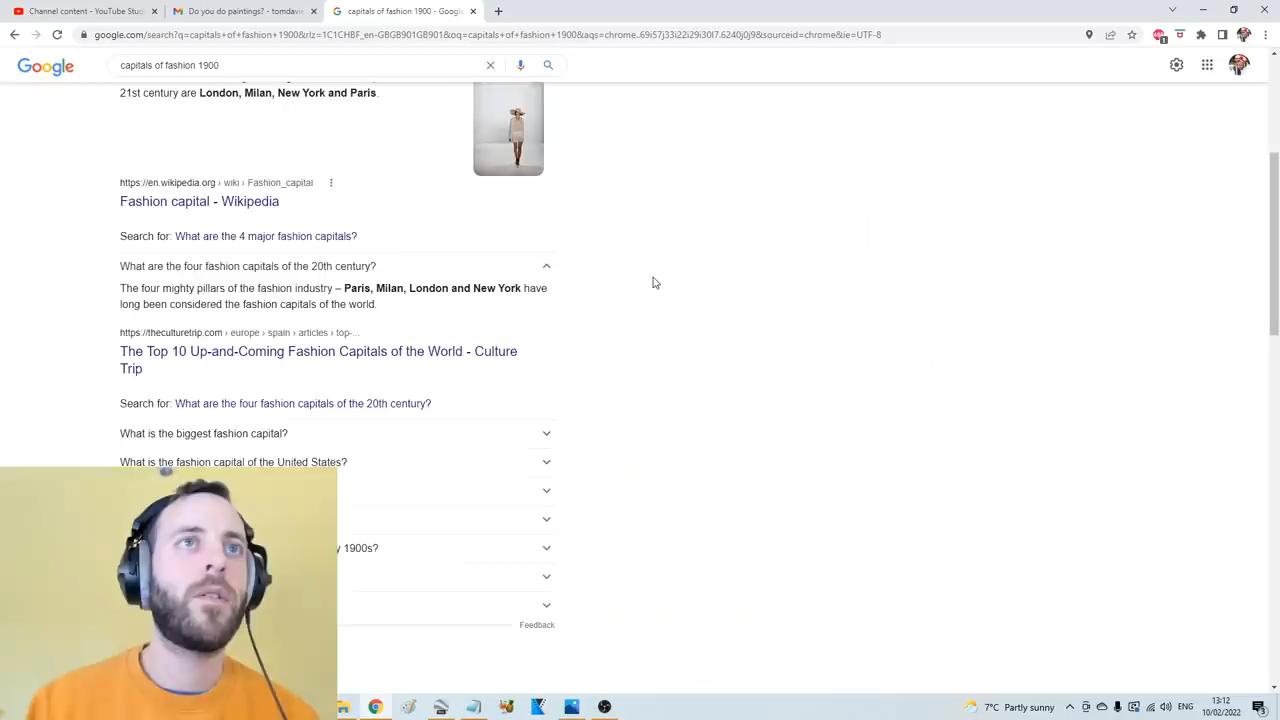 Channel content - YouTube Stud
Do you do paintings? - tomdavie
capitals of fashion 1900 - Google
google.com/search?q=capitals+of+fashion+1900&rlz=1C1CHBF_en-GBGB901GB901&oq=capitals+of+fashion+1900&aqs=chrome..69i57j33i22i29i30l7.6240j0j9&sourceid=chrome&ie=UTF-8
Google
capitals of fashion 1900
21st century are London, Milan, New York and Paris.
https://en.wikipedia.org › wiki › Fashion_capital
Fashion capital - Wikipedia
Search for: What are the 4 major fashion capitals?
What are the four fashion capitals of the 20th century?
The four mighty pillars of the fashion industry – Paris, Milan, London and New York have
long been considered the fashion capitals of the world.
https://theculturetrip.com › europe › spain › articles › top-...
The Top 10 Up-and-Coming Fashion Capitals of the World - Culture
Trip
Search for: What are the four fashion capitals of the 20th century?
What is the biggest fashion capital?
What is the fashion capital of the United States?
y 1900s?
Feedback
7°C Partly sunny
ENG
13:12
10/02/2022